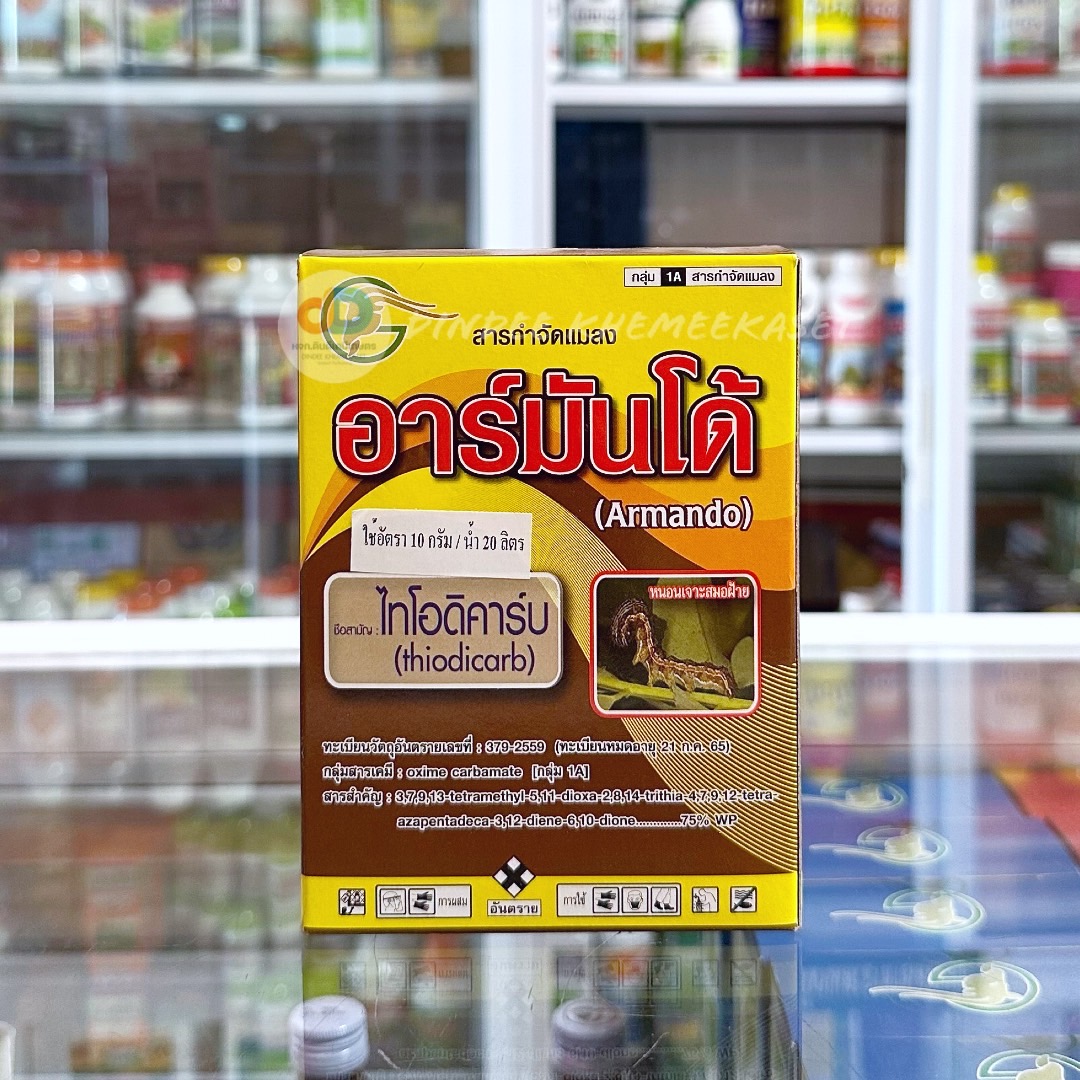 กลุ่ม 1A สารกำจัดแมลง
DINDEE KHEMEEKASET
สารกำจัดแมลง
อาร์มันโด้
(Armando)
ใช้อัตรา 10 กรัม / น้ำ 20 ลิตร
ชื่อสามัญ : ไทโอดิคาร์บ
(thiodicarb)
หนอนเจาะสมอฝ้าย
ทะเบียนวัตถุอันตรายเลขที่ : 379-2559 (ทะเบียนหมดอายุ 21 ก.ค. 65)
กลุ่มสารเคมี : oxime carbamate [กลุ่ม 1A]
สารสำคัญ : 3,7,9,13-tetramethyl-5,11-dioxa-2,8,14-trithia-4,7,9,12-tetra-
azapentadeca-3,12-diene-6,10-dione.............75% WP
การผสม
อันตราย
การใช้